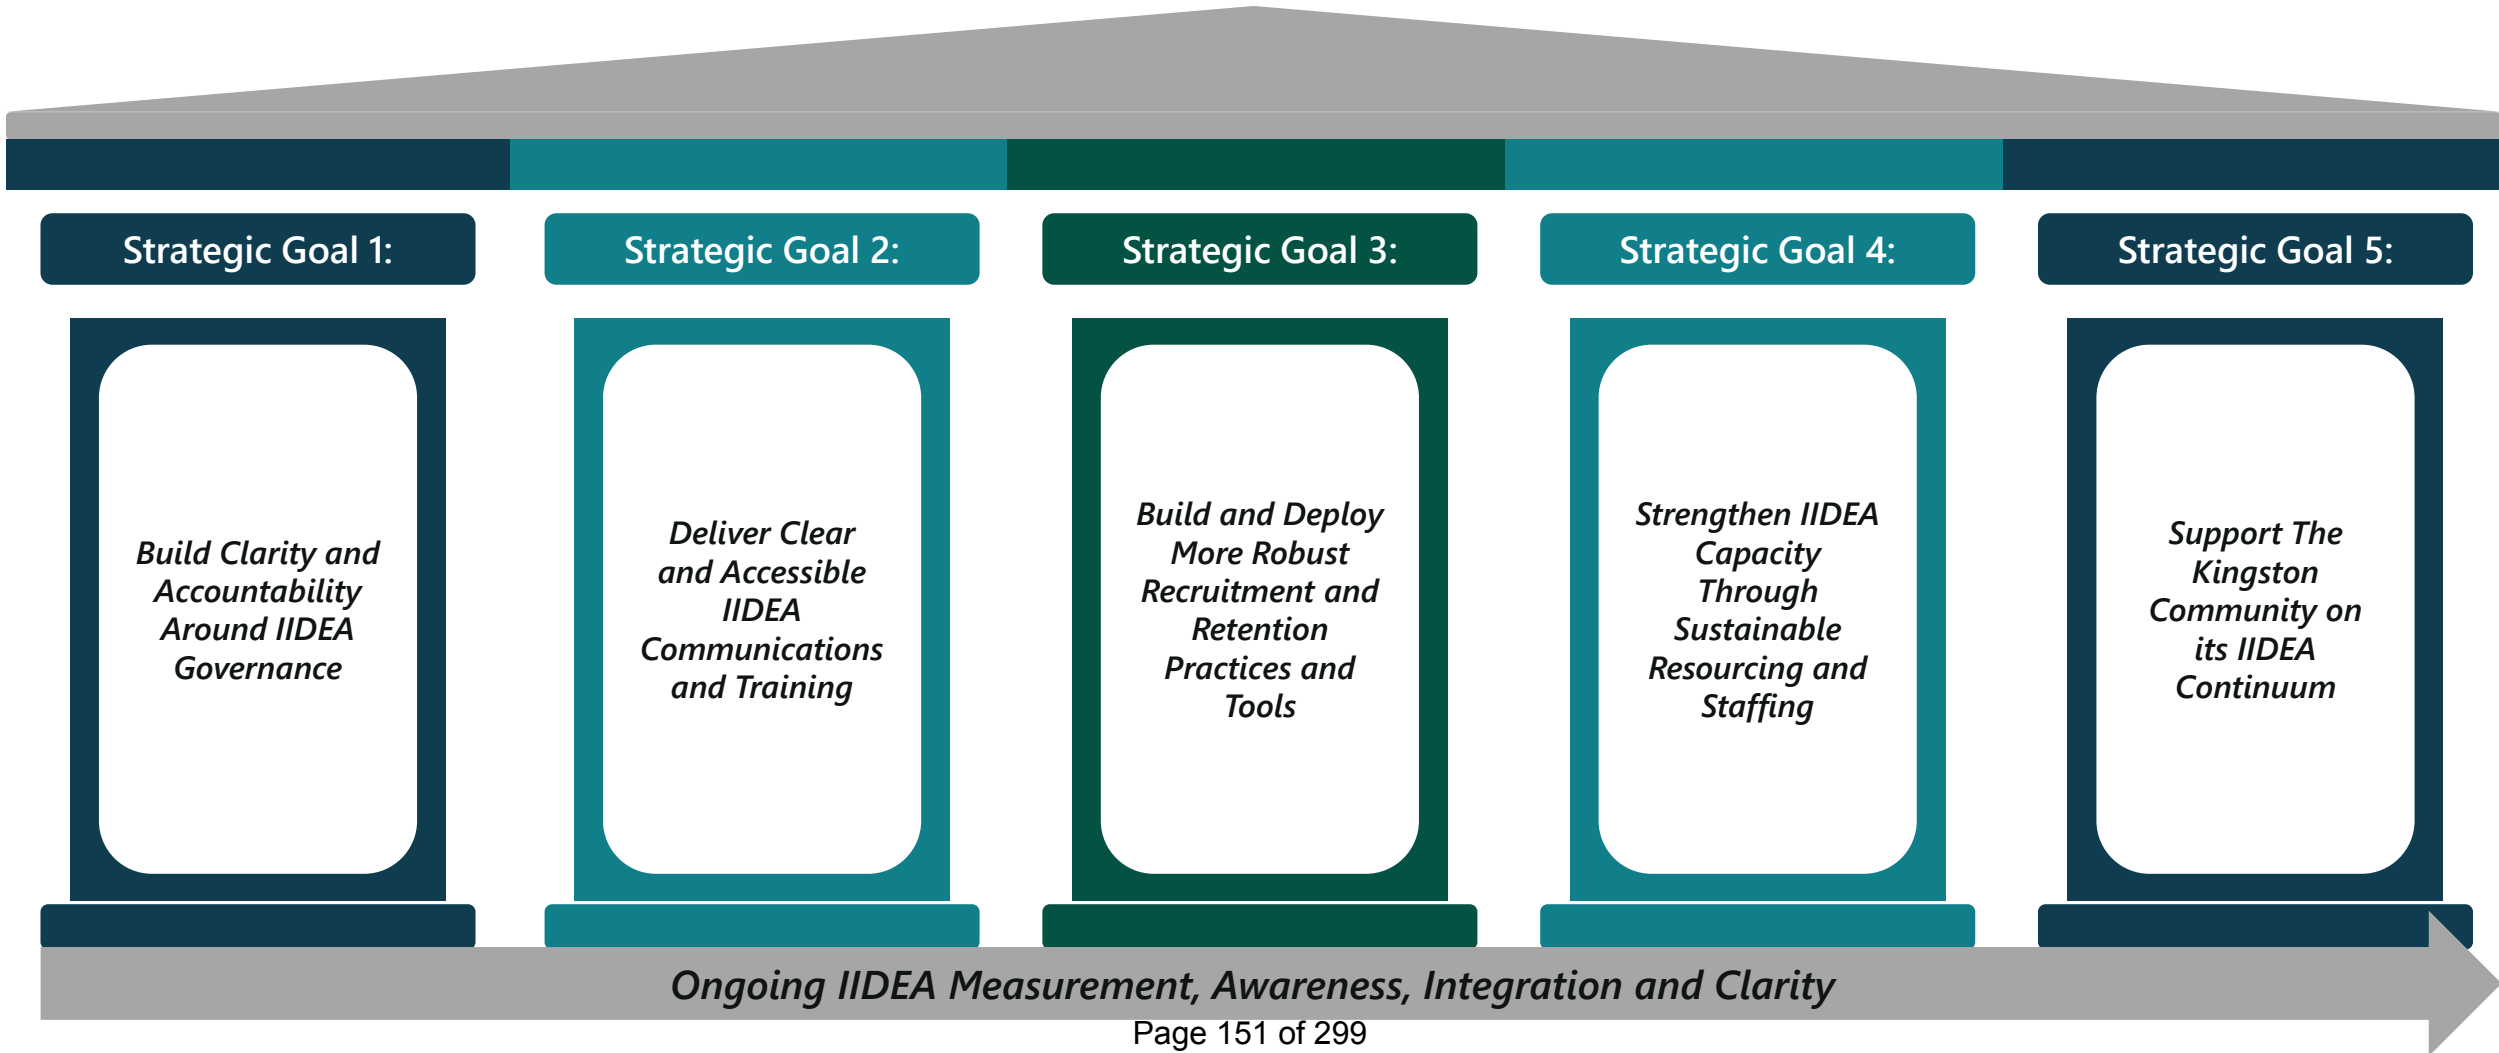 Strategic Goal 1:
Strategic Goal 2:
Strategic Goal 3:
Strategic Goal 4:
Strategic Goal 5:
Build Clarity and
Accountability
Around IIDEA
Governance
Deliver Clear
and Accessible
IIDEA
Communications
and Training
Build and Deploy
More Robust
Recruitment and
Retention
Practices and
Tools
Strengthen IIDEA
Capacity
Through
Sustainable
Resourcing and
Staffing
Support The
Kingston
Community on
its IIDEA
Continuum
Ongoing IIDEA Measurement, Awareness, Integration and Clarity
Page 151 of 299